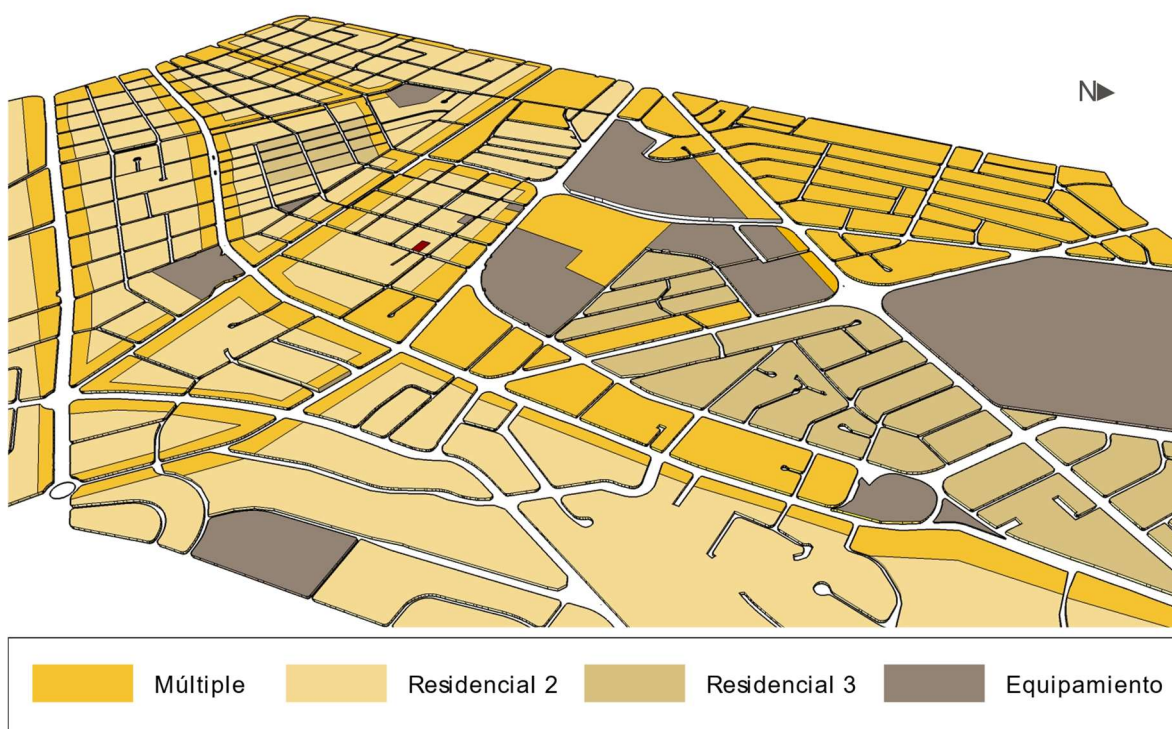 N
Múltiple
Residencial 2
Residencial 3
Equipamiento